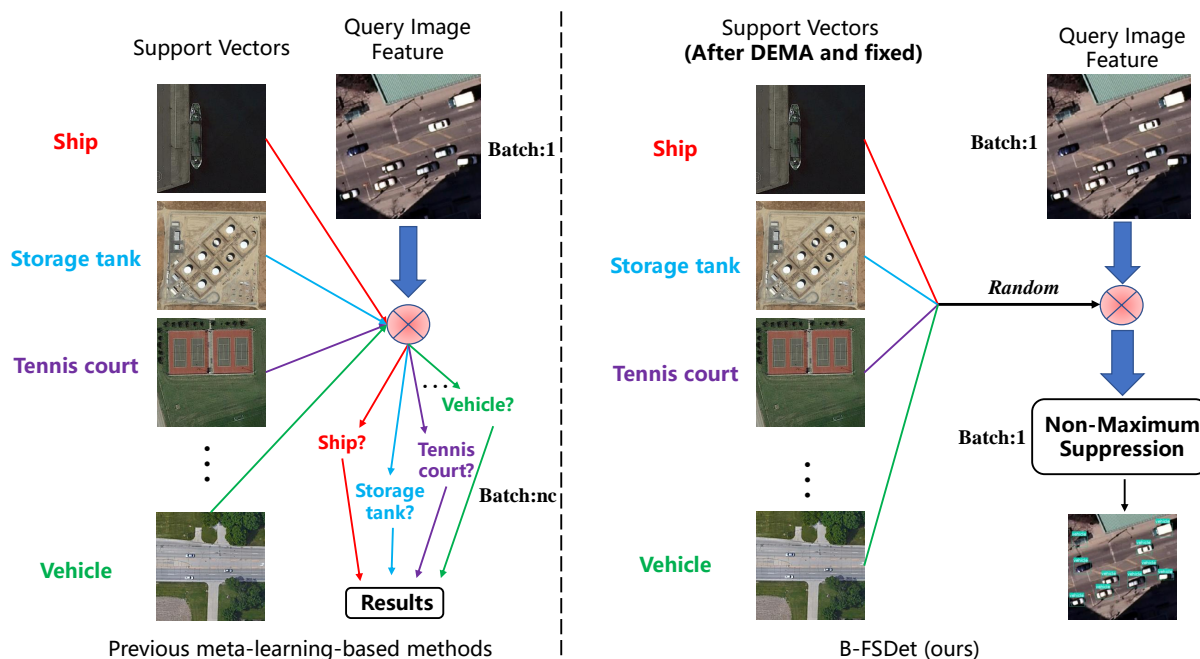 Support Vectors
Query Image
Feature
Ship
Batch:1
Storage tank
Tennis court
...
Vehicle?
Ship?
Tennis
court?
Storage
tank?
Batch:nc
...
Vehicle
Results
Previous meta-learning-based methods
Support Vectors
(After DEMA and fixed)
Query Image
Feature
Ship
Batch:1
Storage tank
Random
Tennis court
Batch:1
Non-Maximum
Suppression
...
Vehicle
B-FSDet (ours)